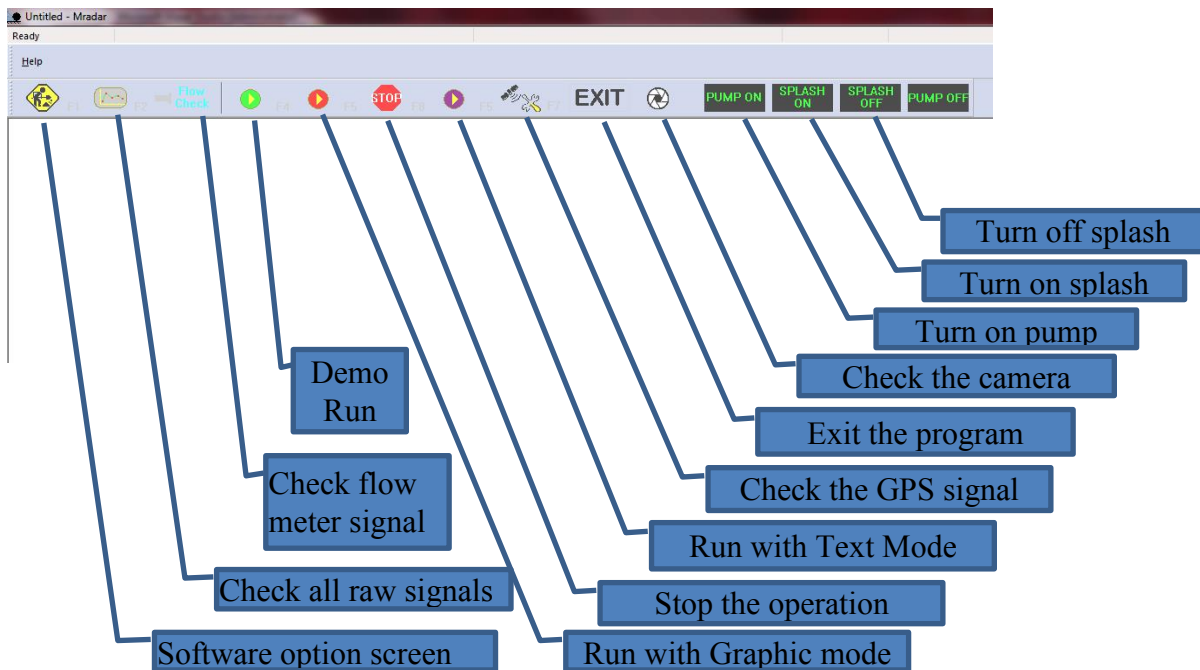 Untitled - Mradar
Ready
Help
F1 F2 Flow Check F4 F5 STOP F6 F7 EXIT PUMP ON SPLASH ON SPLASH OFF PUMP OFF
Turn off splash
Turn on splash
Turn on pump
Check the camera
Exit the program
Check the GPS signal
Run with Text Mode
Stop the operation
Run with Graphic mode
Demo
Run
Check flow
meter signal
Check all raw signals
Software option screen